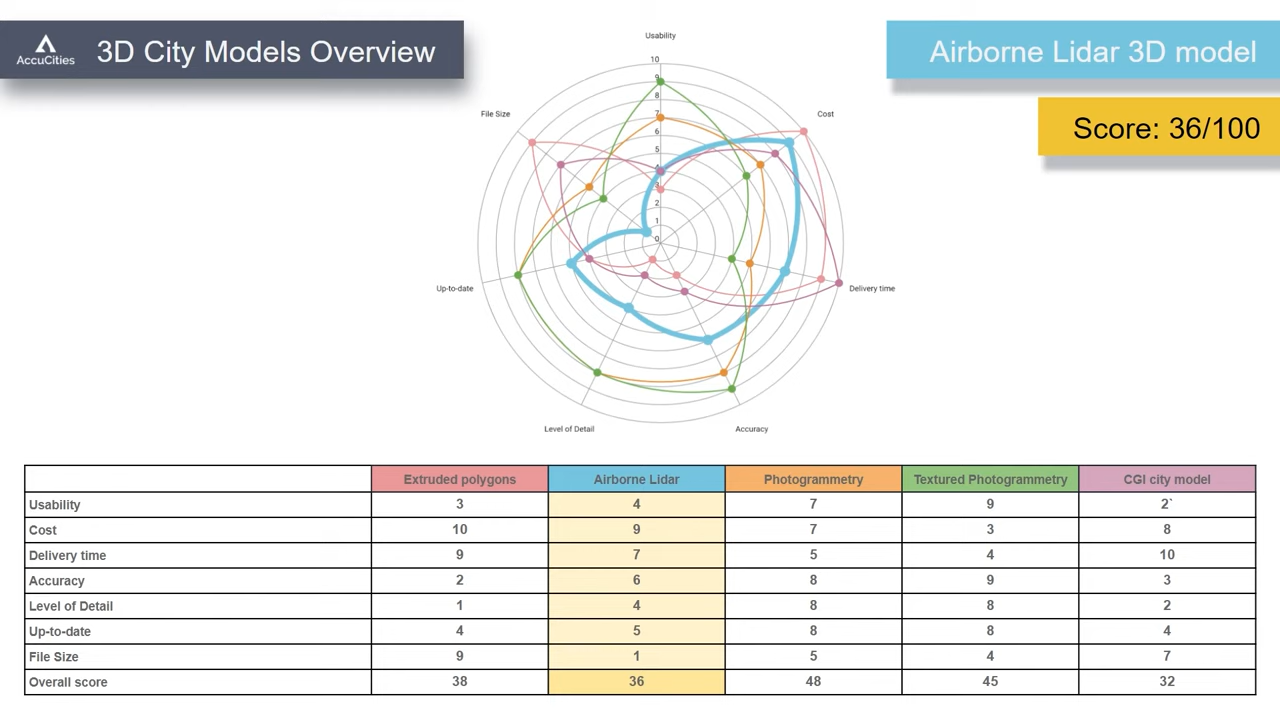 AccuCities
3D City Models Overview
Airborne Lidar 3D model
Score: 36/100
Usability
Cost
Delivery time
Accuracy
Level of Detail
Up-to-date
File Size
10
9
8
7
6
5
4
3
2
1
0
Extruded polygons Airborne Lidar Photogrammetry Textured Photogrammetry CGI city model
Usability 3 4 7 9 2`
Cost 10 9 7 3 8
Delivery time 9 7 5 4 10
Accuracy 2 6 8 9 3
Level of Detail 1 4 8 8 2
Up-to-date 4 5 8 8 4
File Size 9 1 5 4 7
Overall score 38 36 48 45 32